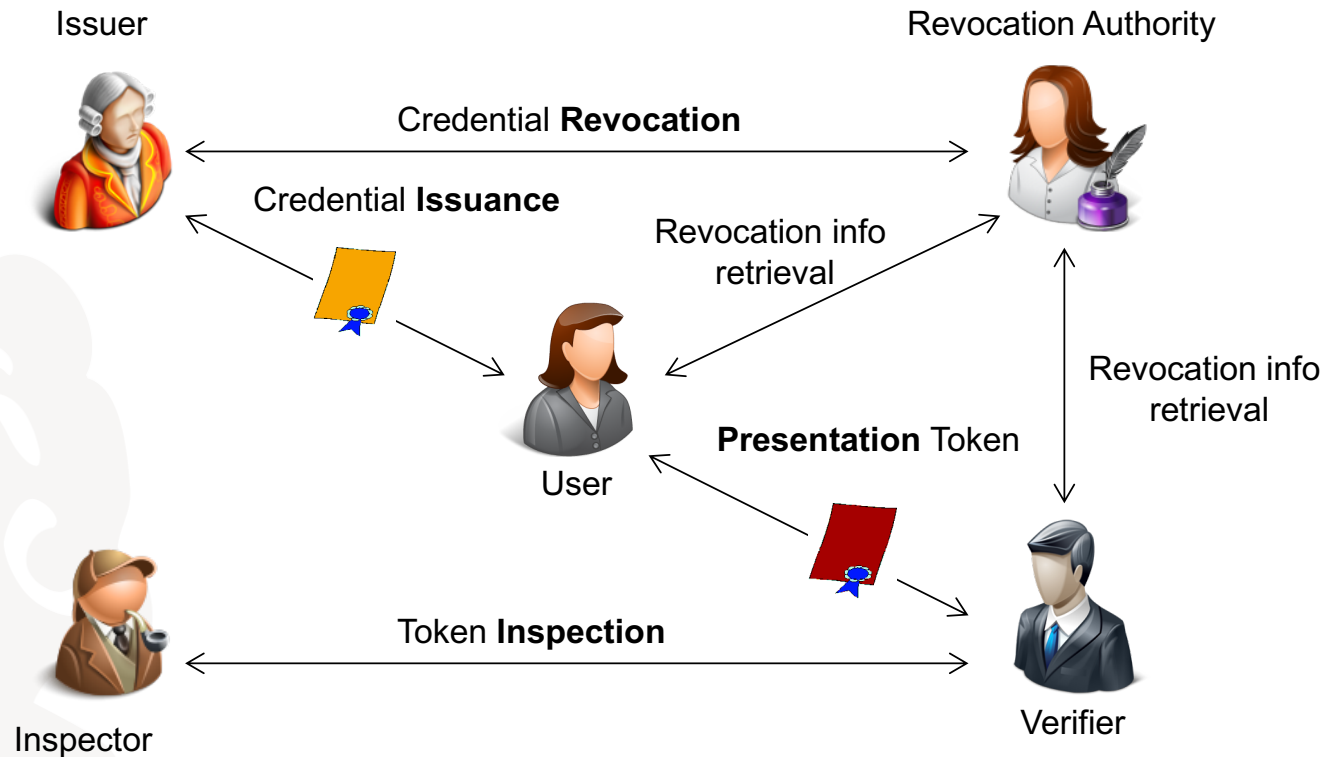 Issuer
Revocation Authority
Credential Revocation
Credential Issuance
Revocation info
retrieval
Revocation info
retrieval
Presentation Token
User
Token Inspection
Verifier
Inspector